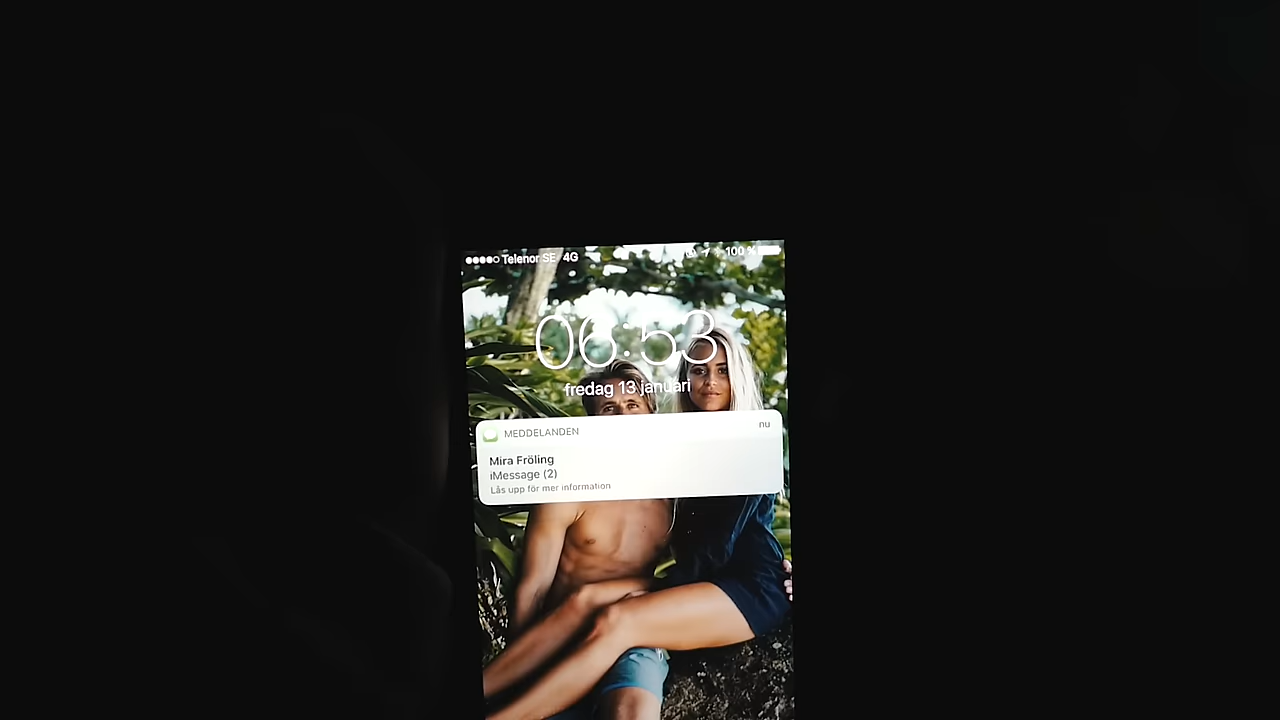 Telenor SE 4G 100 %
06:53
fredag 13 januari
MEDDELANDEN nu
Mira Fröling
iMessage (2)
Lås upp för mer information